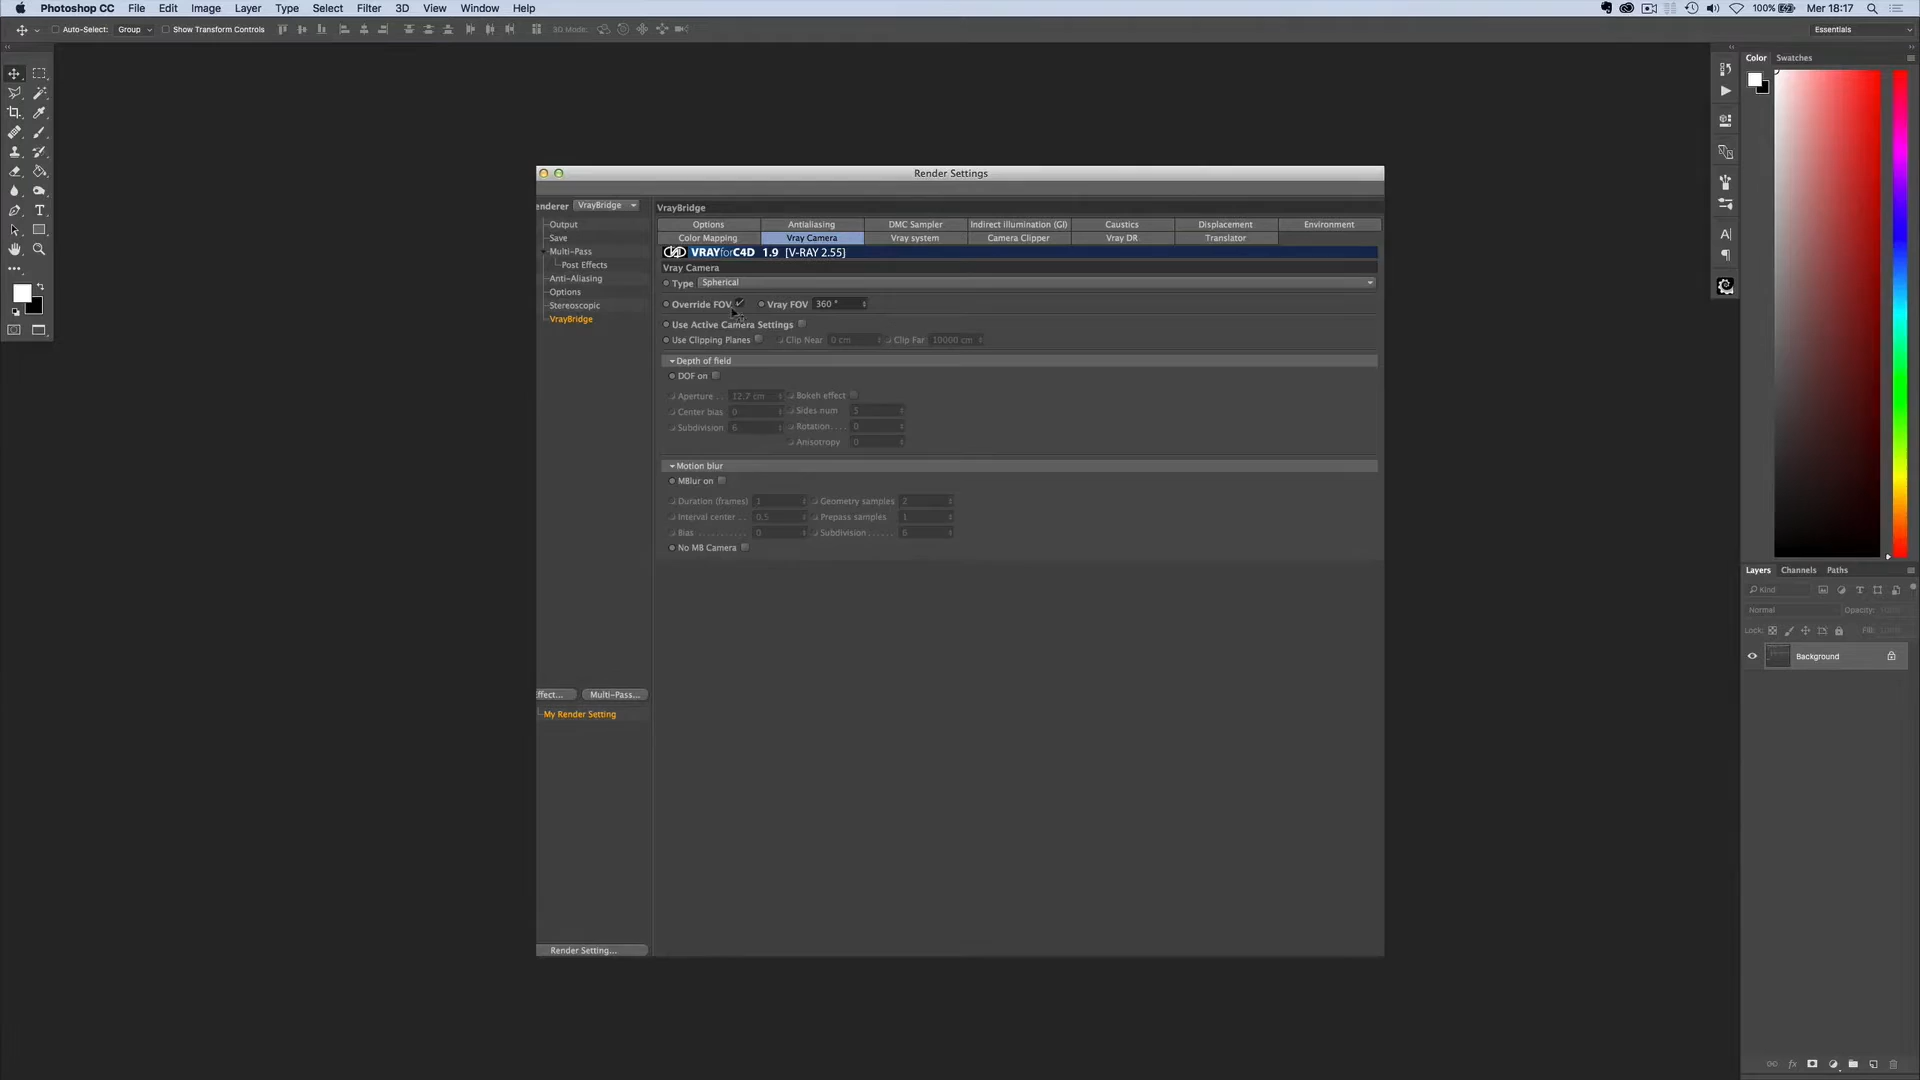 Photoshop CC File Edit Image Layer Type Select Filter 3D View Window Help 100% Mer 18:17
Auto-Select: Group Show Transform Controls 3D Mode: Essentials
Color Swatches
Render Settings
enderer VrayBridge VrayBridge
Output Options Antialiasing DMC Sampler Indirect Illumination (GI) Caustics Displacement Environment
Save Color Mapping Vray Camera Vray system Camera Clipper Vray DR Translator
Multi-Pass VRAYforC4D 1.9 [V-RAY 2.55]
Post Effects Vray Camera
Anti-Aliasing Type Spherical
Options
Stereoscopic Override FOV Vray FOV 360 °
VrayBridge Use Active Camera Settings
Use Clipping Planes Clip Near 0 cm Clip Far 10000 cm
Depth of field
DOF on
Aperture . . 12.7 cm Bokeh effect
Center bias 0 Sides num 5
Subdivision 6 Rotation. . . . 0
Anisotropy 0
Motion blur
MBlur on
Duration (frames) 1 Geometry samples 2
Interval center . . 0.5 Prepass samples 1
Bias . . . . . . . . . . . 0 Subdivision . . . . . . 6
No MB Camera
Layers Channels Paths
Kind
Normal Opacity:
Lock: Fill:
Background
ffect... Multi-Pass...
My Render Setting
Render Setting...